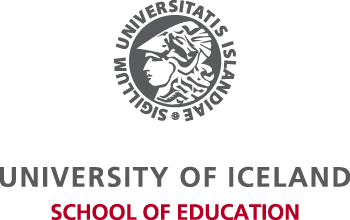 SIGILLUM UNIVERSITATIS ISLANDIAE
UNIVERSITY OF ICELAND
SCHOOL OF EDUCATION